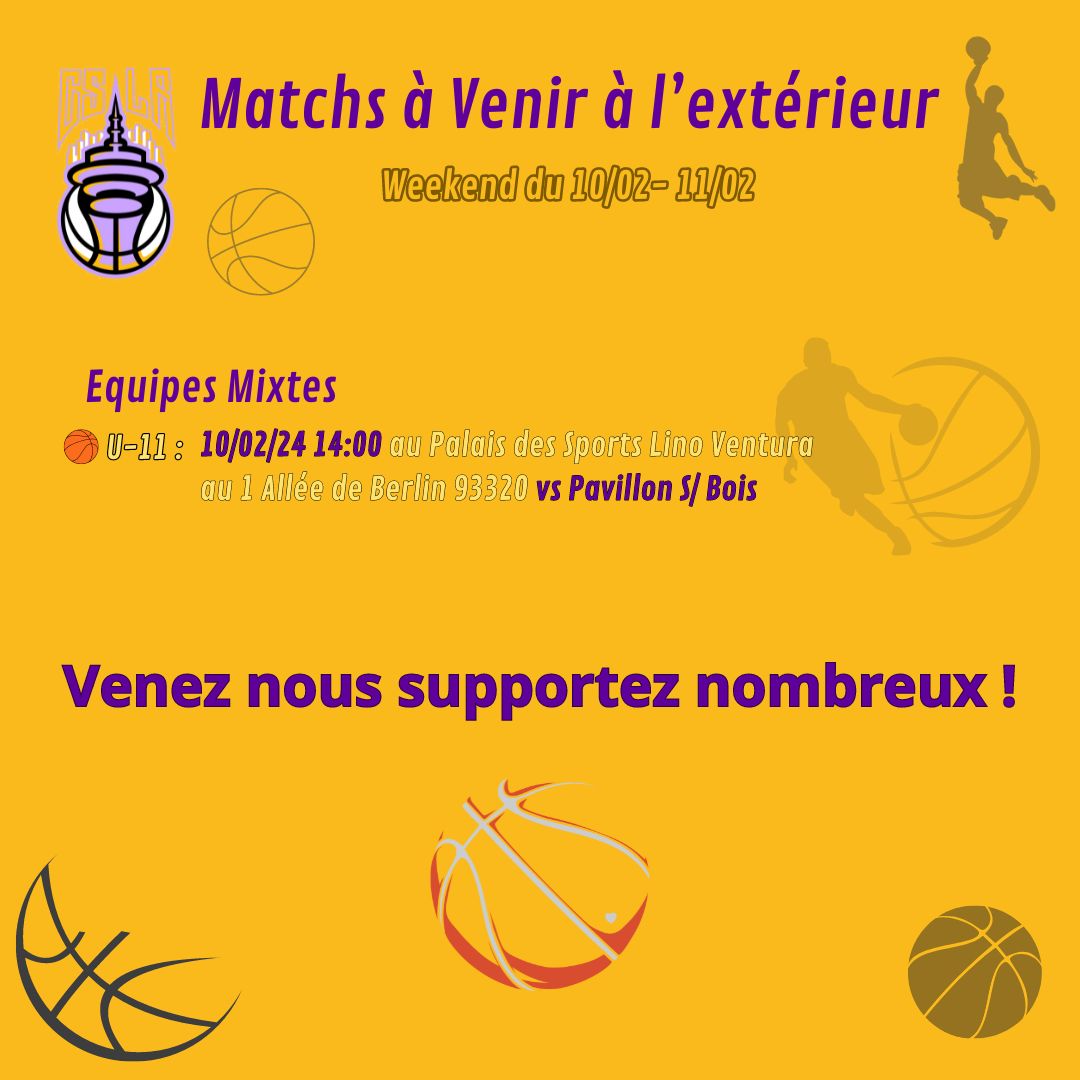 Matchs à Venir à l'extérieur
Weekend du 10/02- 11/02
Equipes Mixtes
U-11 : 10/02/24 14:00 au Palais des Sports Lino Ventura
au 1 Allée de Berlin 93320 vs Pavillon S/ Bois
Venez nous supportez nombreux !